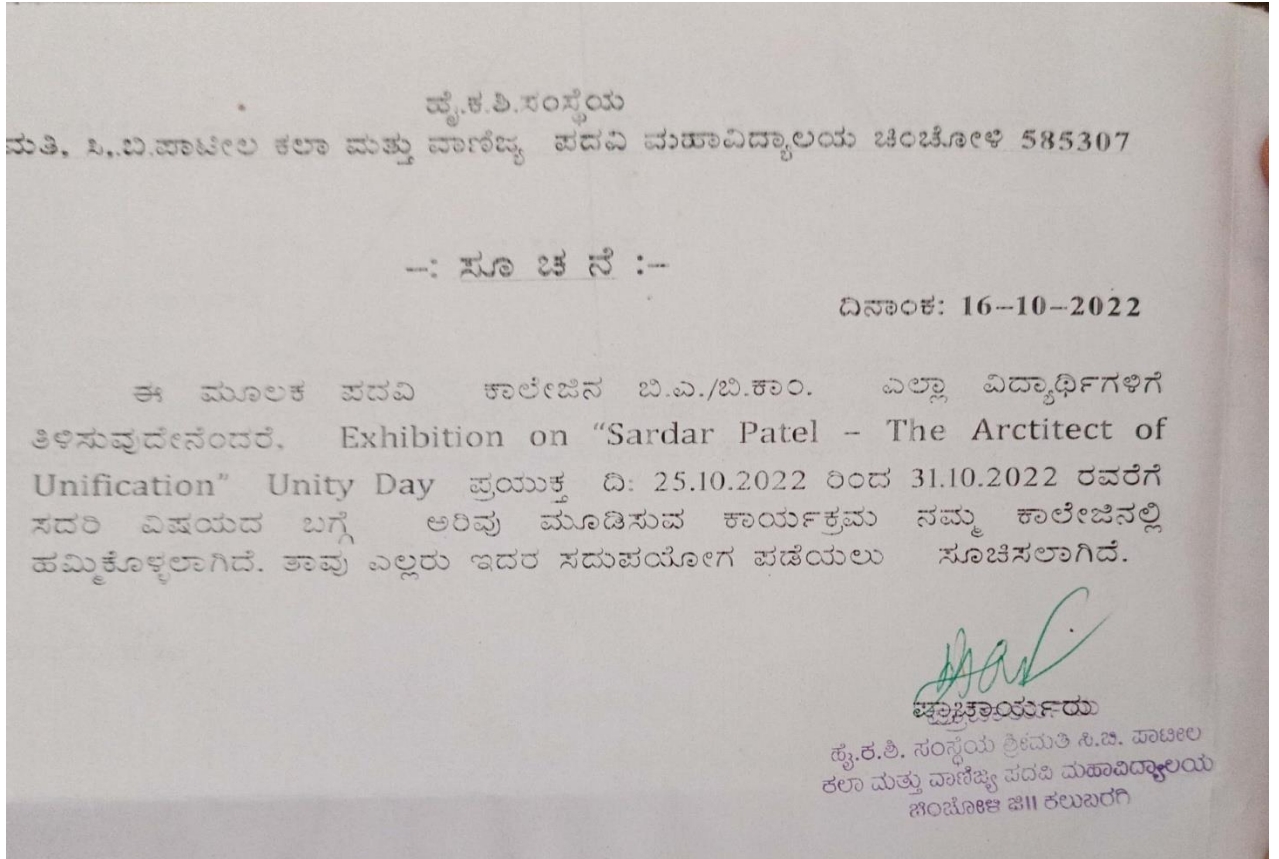 ಹೈ.ಕ.ಶಿ.ಸಂಸ್ಥೆಯ
ಮತಿ, ಸಿ,.ಬಿ.ಪಾಟೀಲ ಕಲಾ ಮತ್ತು ವಾಣಿಜ್ಯ ಪದವಿ ಮಹಾವಿದ್ಯಾಲಯ ಚಿಂಚೋಳಿ 585307
–: ಸೂ ಚ ನೆ :–
ದಿನಾಂಕ: 16–10–2022
ಈ ಮೂಲಕ ಪದವಿ ಕಾಲೇಜಿನ ಬಿ.ಎ./ಬಿ.ಕಾಂ. ಎಲ್ಲಾ ವಿದ್ಯಾರ್ಥಿಗಳಿಗೆ
ತಿಳಿಸುವುದೇನೆಂದರೆ, Exhibition on “Sardar Patel – The Arctitect of
Unification” Unity Day ಪ್ರಯುಕ್ತ ದಿ: 25.10.2022 ರಿಂದ 31.10.2022 ರವರೆಗೆ
ಸದರಿ ವಿಷಯದ ಬಗ್ಗೆ ಅರಿವು ಮೂಡಿಸುವ ಕಾರ್ಯಕ್ರಮ ನಮ್ಮ ಕಾಲೇಜಿನಲ್ಲಿ
ಹಮ್ಮಿಕೊಳ್ಳಲಾಗಿದೆ. ತಾವು ಎಲ್ಲರು ಇದರ ಸದುಪಯೋಗ ಪಡೆಯಲು ಸೂಚಿಸಲಾಗಿದೆ.
ಪ್ರಾಚಾರ್ಯರು
ಹೈ.ಕ.ಶಿ. ಸಂಸ್ಥೆಯ ಶ್ರೀಮತಿ ಸಿ.ಬಿ. ಪಾಟೀಲ
ಕಲಾ ಮತ್ತು ವಾಣಿಜ್ಯ ಪದವಿ ಮಹಾವಿದ್ಯಾಲಯ
ಚಿಂಚೋಳಿ ಜಿ।। ಕಲುಬರಗಿ